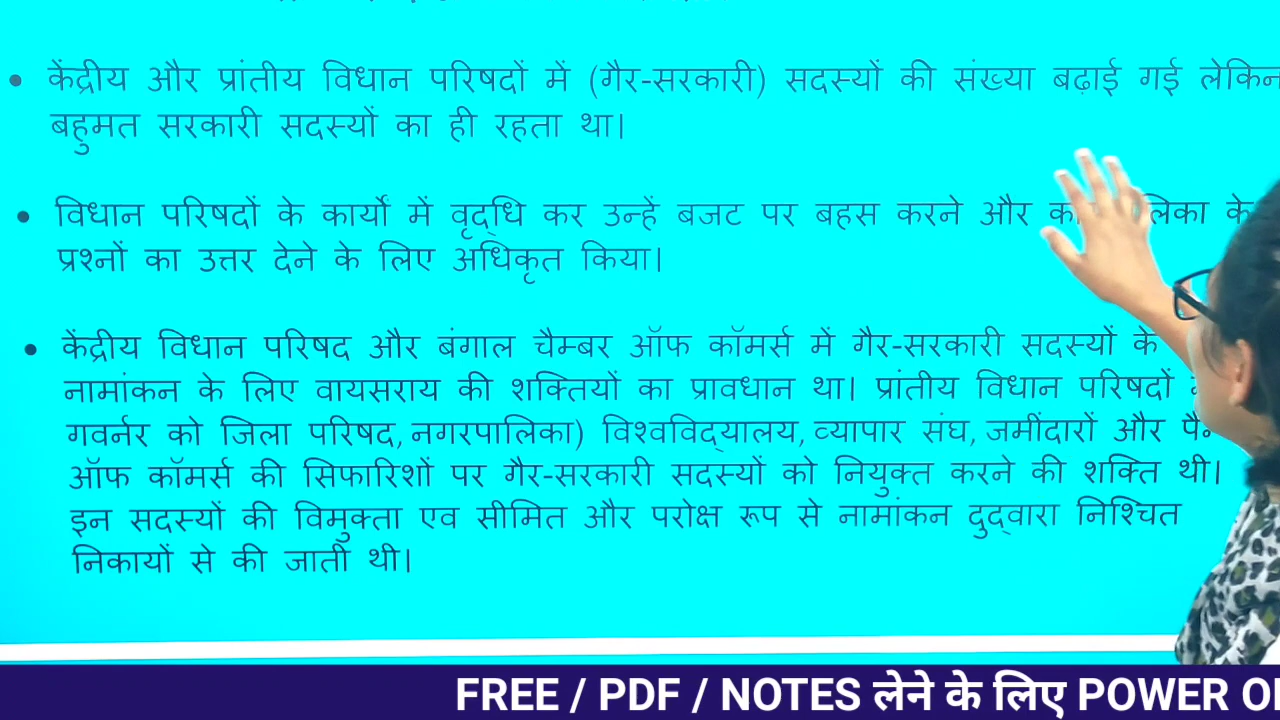 • केंद्रीय और प्रांतीय विधान परिषदों में (गैर-सरकारी) सदस्यों की संख्या बढ़ाई गई लेकिन
बहुमत सरकारी सदस्यों का ही रहता था।
• विधान परिषदों के कार्यों में वृद्धि कर उन्हें बजट पर बहस करने और के
प्रश्नों का उत्तर देने के लिए अधिकृत किया।
• केंद्रीय विधान परिषद और बंगाल चैम्बर ऑफ कॉमर्स में गैर-सरकारी सदस्यों के
नामांकन के लिए वायसराय की शक्तियों का प्रावधान था। प्रांतीय विधान परिषदों
गवर्नर को जिला परिषद, नगरपालिका) विश्वविद्यालय, व्यापार संघ, जमींदारों और
ऑफ कॉमर्स की सिफारिशों पर गैर-सरकारी सदस्यों को नियुक्त करने की शक्ति थी।
इन सदस्यों की विमुक्ता एव सीमित और परोक्ष रूप से नामांकन दुद्वारा निश्चित
निकायों से की जाती थी।
FREE / PDF / NOTES लेने के लिए POWER